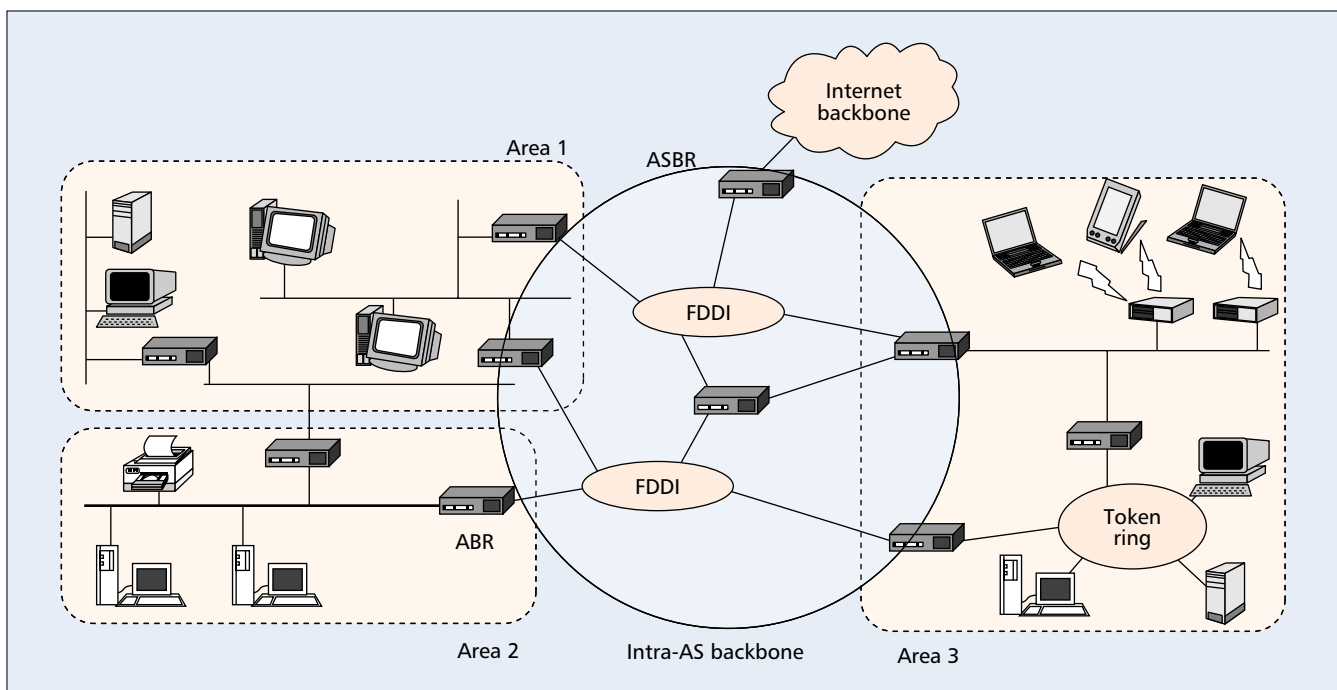 Internet
backbone
Area 1
ASBR
FDDI
FDDI
ABR
Token
ring
Area 2
Intra-AS backbone
Area 3